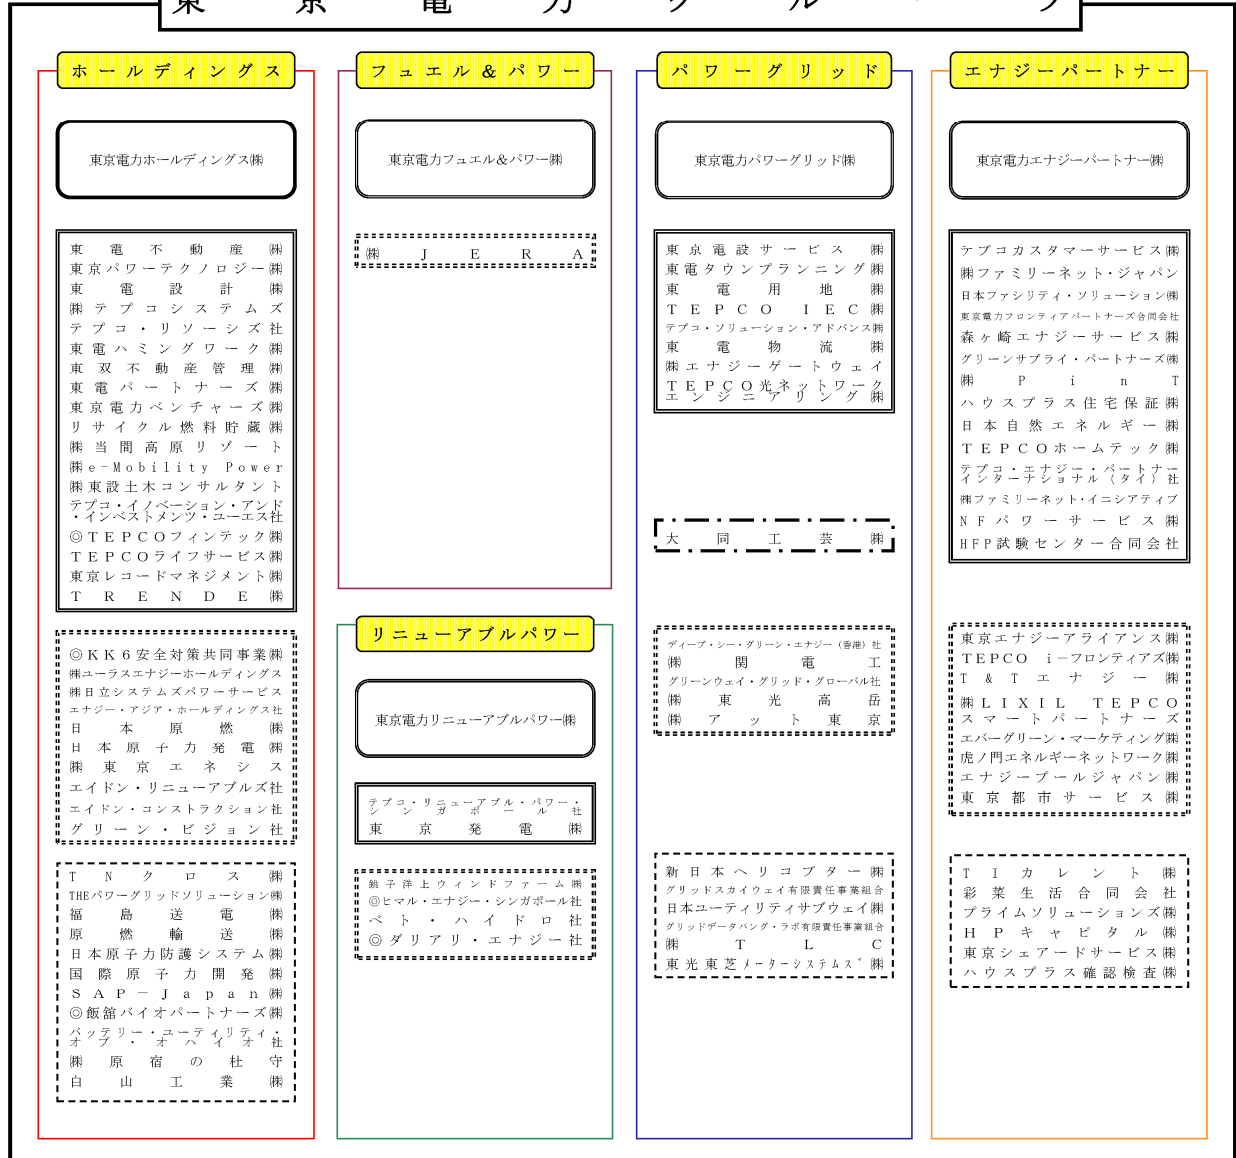 東京電力グループ
ホールディングス
東京電力ホールディングス㈱
東電不動産㈱
東京パワーテクノロジー㈱
東電設計㈱
㈱テプコシステムズ
テプコ・リソーシズ社
東電ハミングワーク㈱
東双不動産管理㈱
東電パートナーズ㈱
東京電力ベンチャーズ㈱
リサイクル燃料貯蔵㈱
㈱当間高原リゾート
㈱e-Mobility Power
㈱東設土木コンサルタント
テプコ・イノベーション・アンド
・インベストメンツ・ユーエス社
◎TEPCOフィンテック㈱
TEPCOライフサービス㈱
東京レコードマネジメント㈱
TRENDE㈱
◎KK6安全対策共同事業㈱
㈱ユーラスエナジーホールディングス
㈱日立システムズパワーサービス
エナジー・アジア・ホールディングス社
日本原燃㈱
日本原子力発電㈱
㈱東京エネシス
エイドン・リニューアブルズ社
エイドン・コンストラクション社
グリーン・ビジョン社
TNクロス㈱
THEパワーグリッドソリューション㈱
福島送電㈱
原燃輸送㈱
日本原子力防護システム㈱
国際原子力開発㈱
SAP－Japan㈱
◎飯舘バイオパートナーズ㈱
バッテリー・ユーティリティ・
オブ・オハイオ社
㈱原宿の杜守
白山工業㈱
フュエル&パワー
東京電力フュエル&パワー㈱
㈱JERA
リニューアブルパワー
東京電力リニューアブルパワー㈱
テプコ・リニューアブル・パワー・
シンガポール社
東京発電㈱
銚子洋上ウィンドファーム㈱
◎ヒマル・エナジー・シンガポール社
ベト・ハイドロ社
◎ダリアリ・エナジー社
パワーグリッド
東京電力パワーグリッド㈱
東京電設サービス㈱
東電タウンプランニング㈱
東電用地㈱
TEPCO IEC㈱
テプコ・ソリューション・アドバンス㈱
東電物流㈱
㈱エナジーゲートウェイ
TEPCO光ネットワーク
エンジニアリング㈱
大同工芸㈱
ディープ・シー・グリーン・エナジー（香港）社
㈱関電工
グリーンウェイ・グリッド・グローバル社
㈱東光高岳
㈱アット東京
新日本ヘリコプター㈱
グリッドスカイウェイ有限責任事業組合
日本ユーティリティサブウェイ㈱
グリッドデータバンク・ラボ有限責任事業組合
㈱TLC
東光東芝メーターシステムズ㈱
エナジーパートナー
東京電力エナジーパートナー㈱
テプコカスタマーサービス㈱
㈱ファミリーネット・ジャパン
日本ファシリティ・ソリューション㈱
東京電力フロンティアパートナーズ合同会社
森ヶ崎エナジーサービス㈱
グリーンサプライ・パートナーズ㈱
㈱PinT
ハウスプラス住宅保証㈱
日本自然エネルギー㈱
TEPCOホームテック㈱
テプコ・エナジー・パートナー
インターナショナル（タイ）社
㈱ファミリーネット・イニシアティブ
NFパワーサービス㈱
HFP試験センター合同会社
東京エナジーアライアンス㈱
TEPCO i－フロンティアズ㈱
T&Tエナジー㈱
㈱LIXIL TEPCO
スマートパートナーズ
エバーグリーン・マーケティング㈱
虎ノ門エネルギーネットワーク㈱
エナジープールジャパン㈱
東京都市サービス㈱
TIカレント㈱
彩菜生活合同会社
プライムソリューションズ㈱
HPキャピタル㈱
東京シェアードサービス㈱
ハウスプラス確認検査㈱